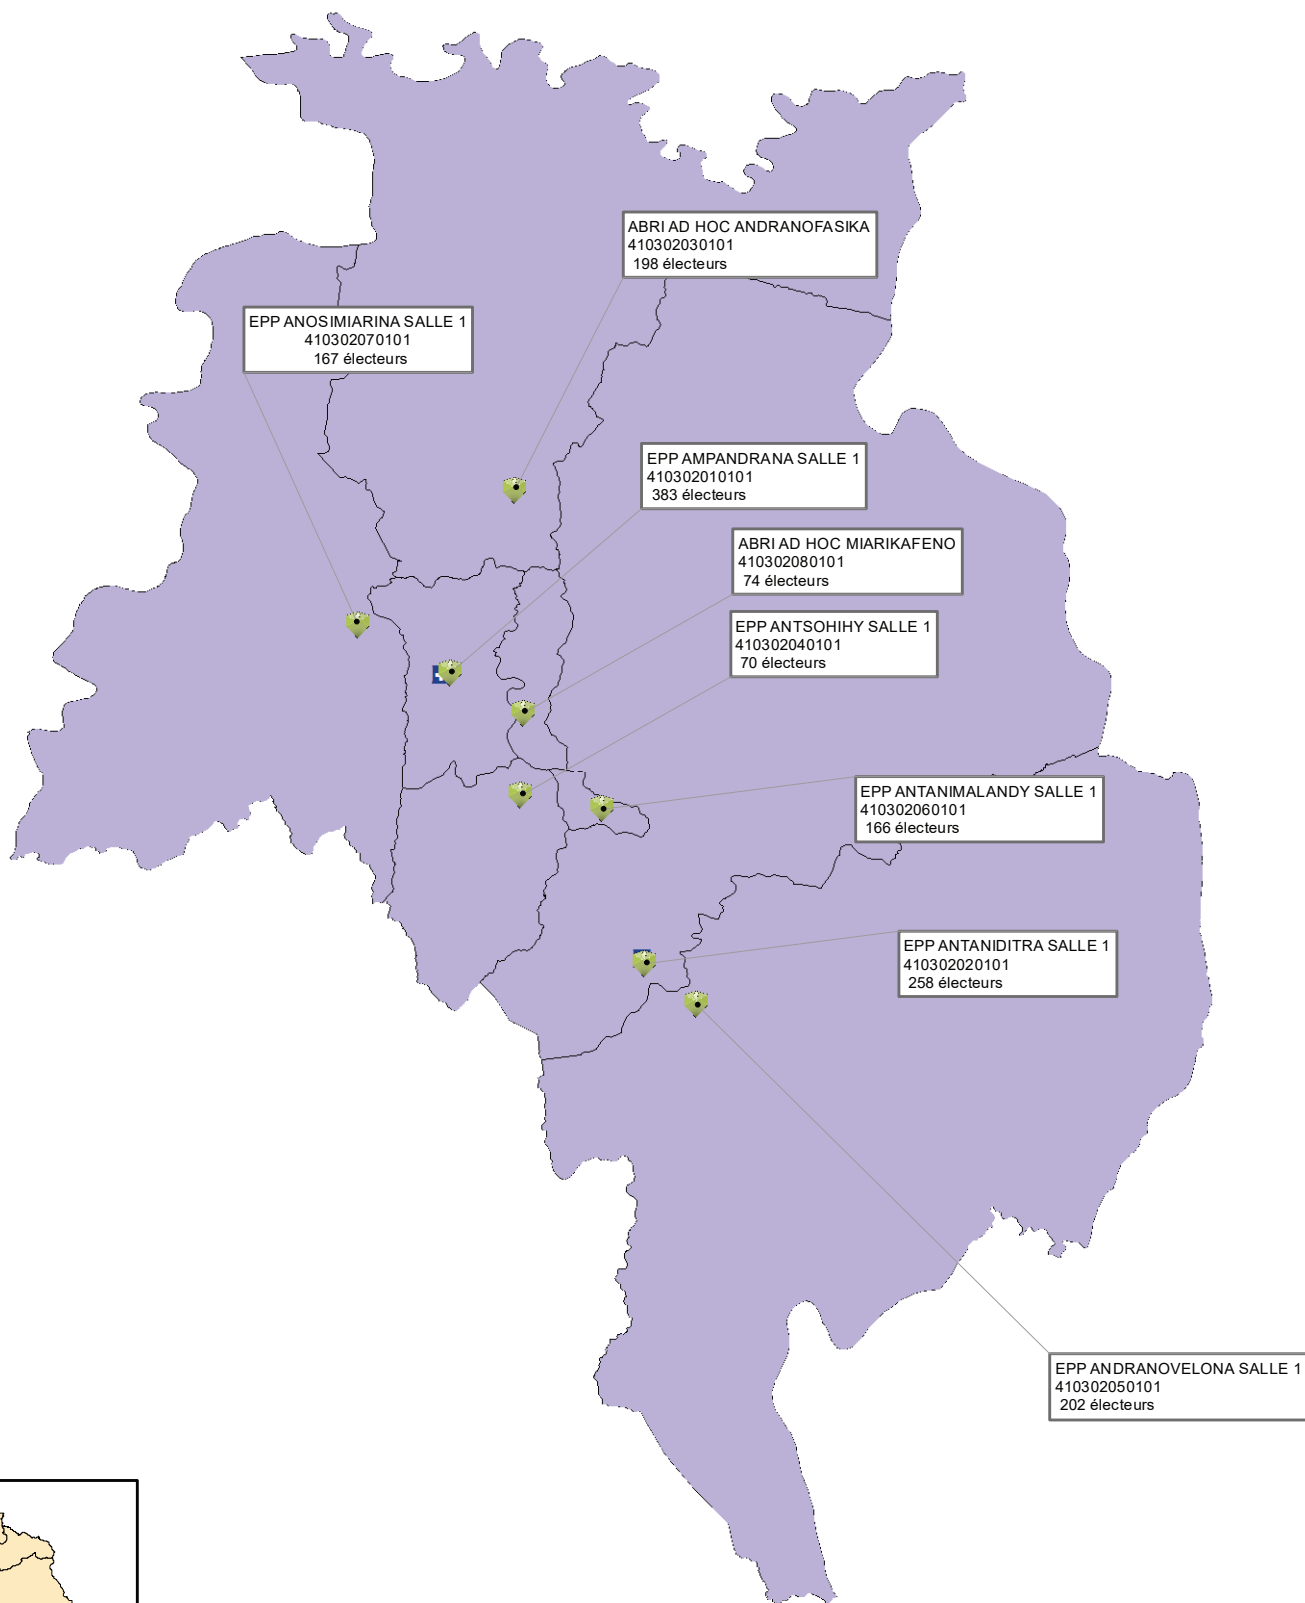 ABRI AD HOC ANDRANOFASIKA
410302030101
198 électeurs
EPP ANOSIMIARINA SALLE 1
410302070101
167 électeurs
EPP AMPANDRANA SALLE 1
410302010101
383 électeurs
ABRI AD HOC MIARIKAFENO
410302080101
74 électeurs
EPP ANTSOHIHY SALLE 1
410302040101
70 électeurs
EPP ANTANIMALANDY SALLE 1
410302060101
166 électeurs
EPP ANTANIDITRA SALLE 1
410302020101
258 électeurs
EPP ANDRANOVELONA SALLE 1
410302050101
202 électeurs